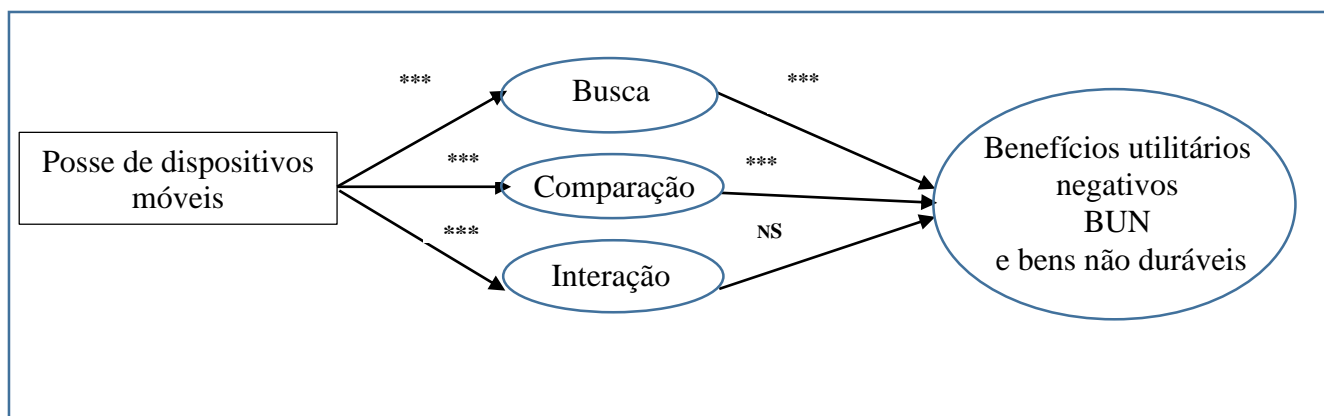 ***
Busca
***
Posse de dispositivos
móveis
***
Comparação
***
Benefícios utilitários
negativos
BUN
e bens não duráveis
***
Interação
NS